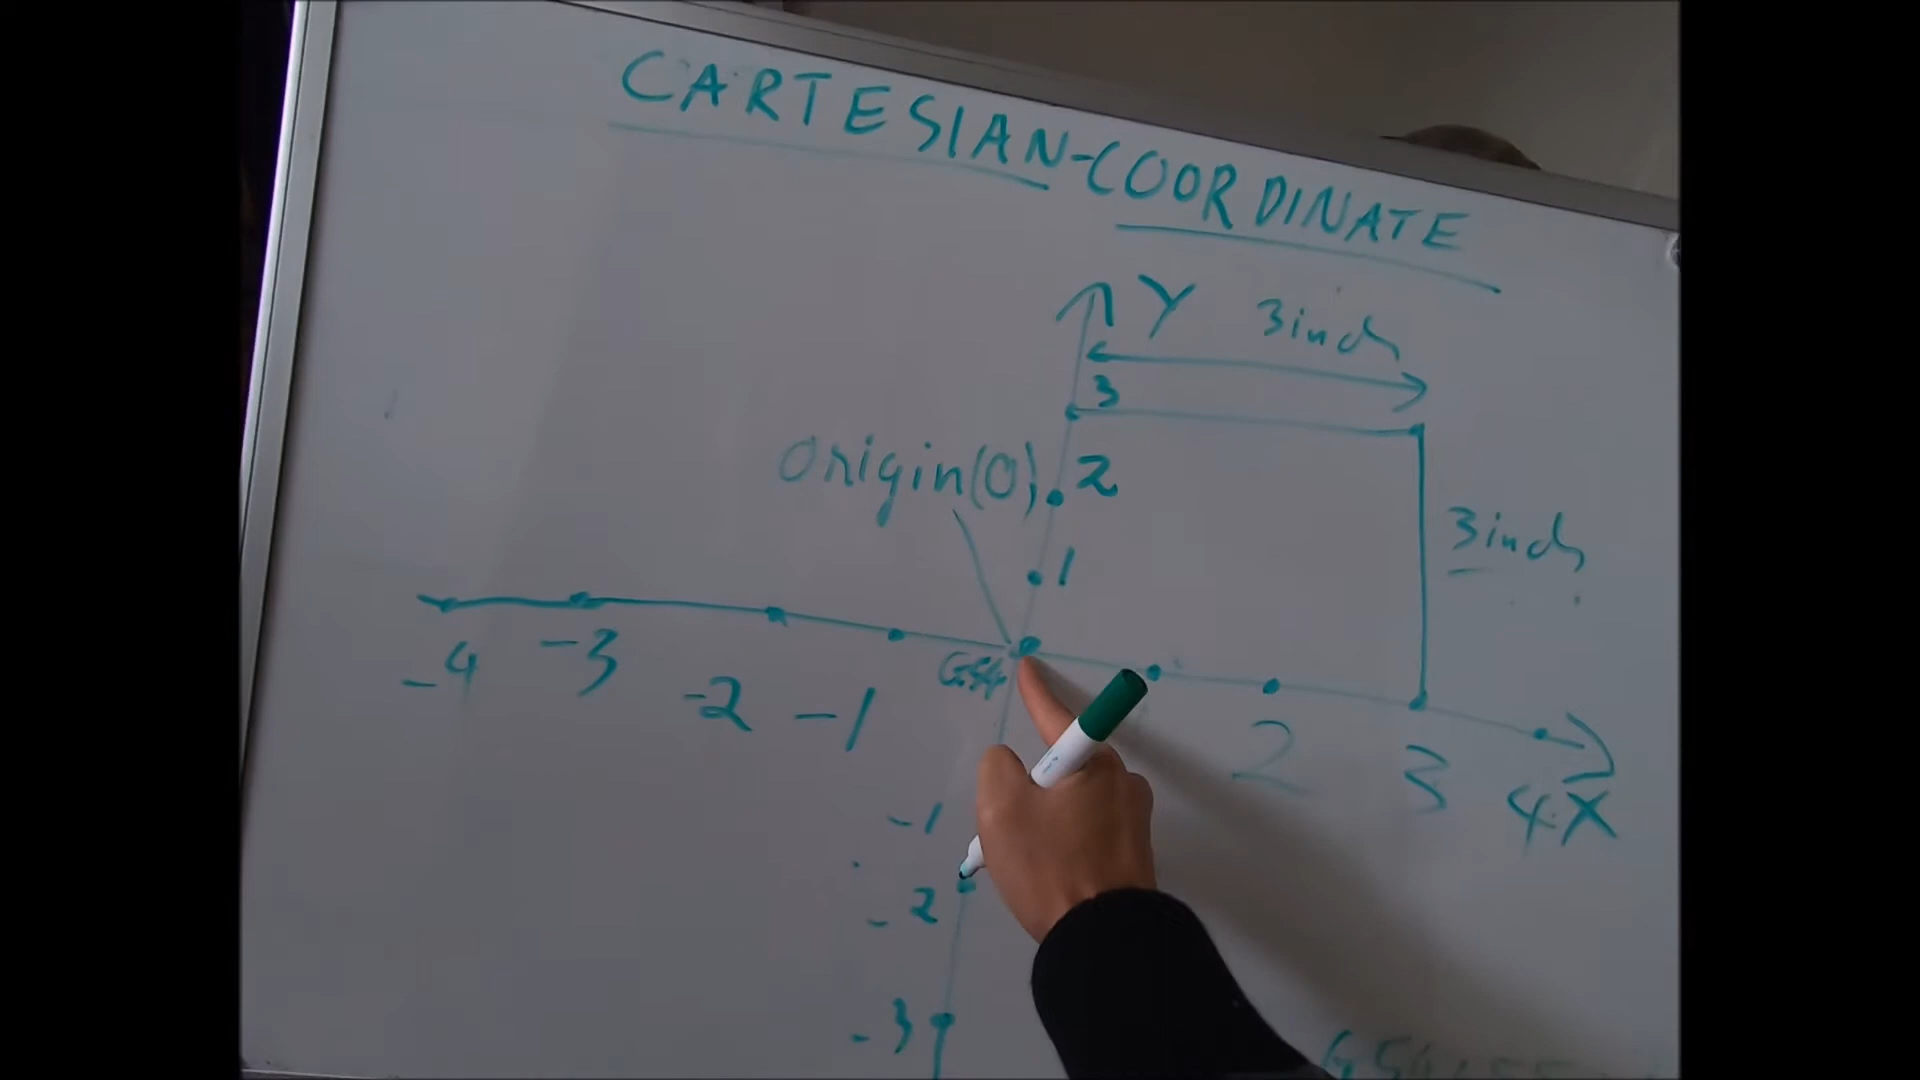 CARTESIAN-COORDINATE
Y 3inch
3
Origin(0)
2
1
3inch
-4 -3 -2 -1
G54
2 3 4 X
-1
-2
-3